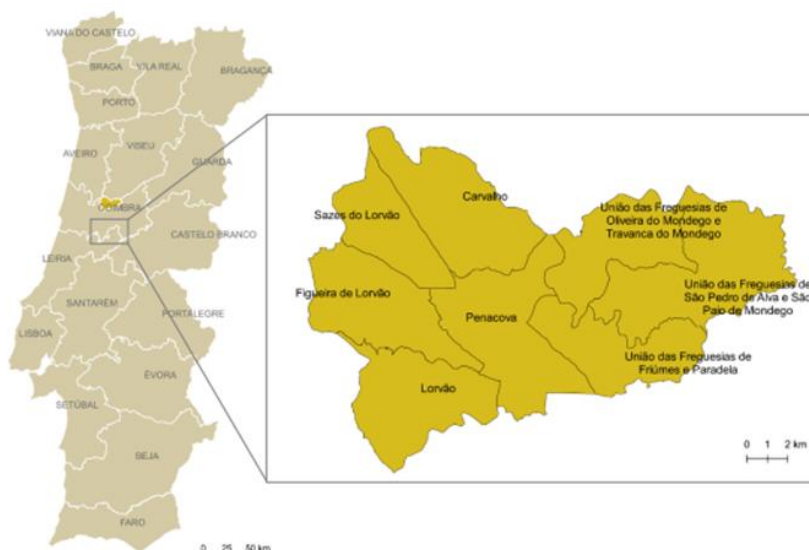 VIANA DO CASTELO
BRAGA
VILA REAL
BRAGANÇA
PORTO
AVEIRO
VISEU
GUARDA
COIMBRA
CASTELO BRANCO
LEIRIA
SANTARÉM
PORTALEGRE
LISBOA
ÉVORA
SETÚBAL
BEJA
FARO
0 25 50 km
Carvalho
Sazes do Lorvão
União das Freguesias de
Oliveira do Mondego e
Travanca do Mondego
Figueira de Lorvão
União das Freguesias de
São Pedro de Alva e São
Paio de Mondego
Penacova
União das Freguesias de
Friúmes e Paradela
Lorvão
0 1 2 km